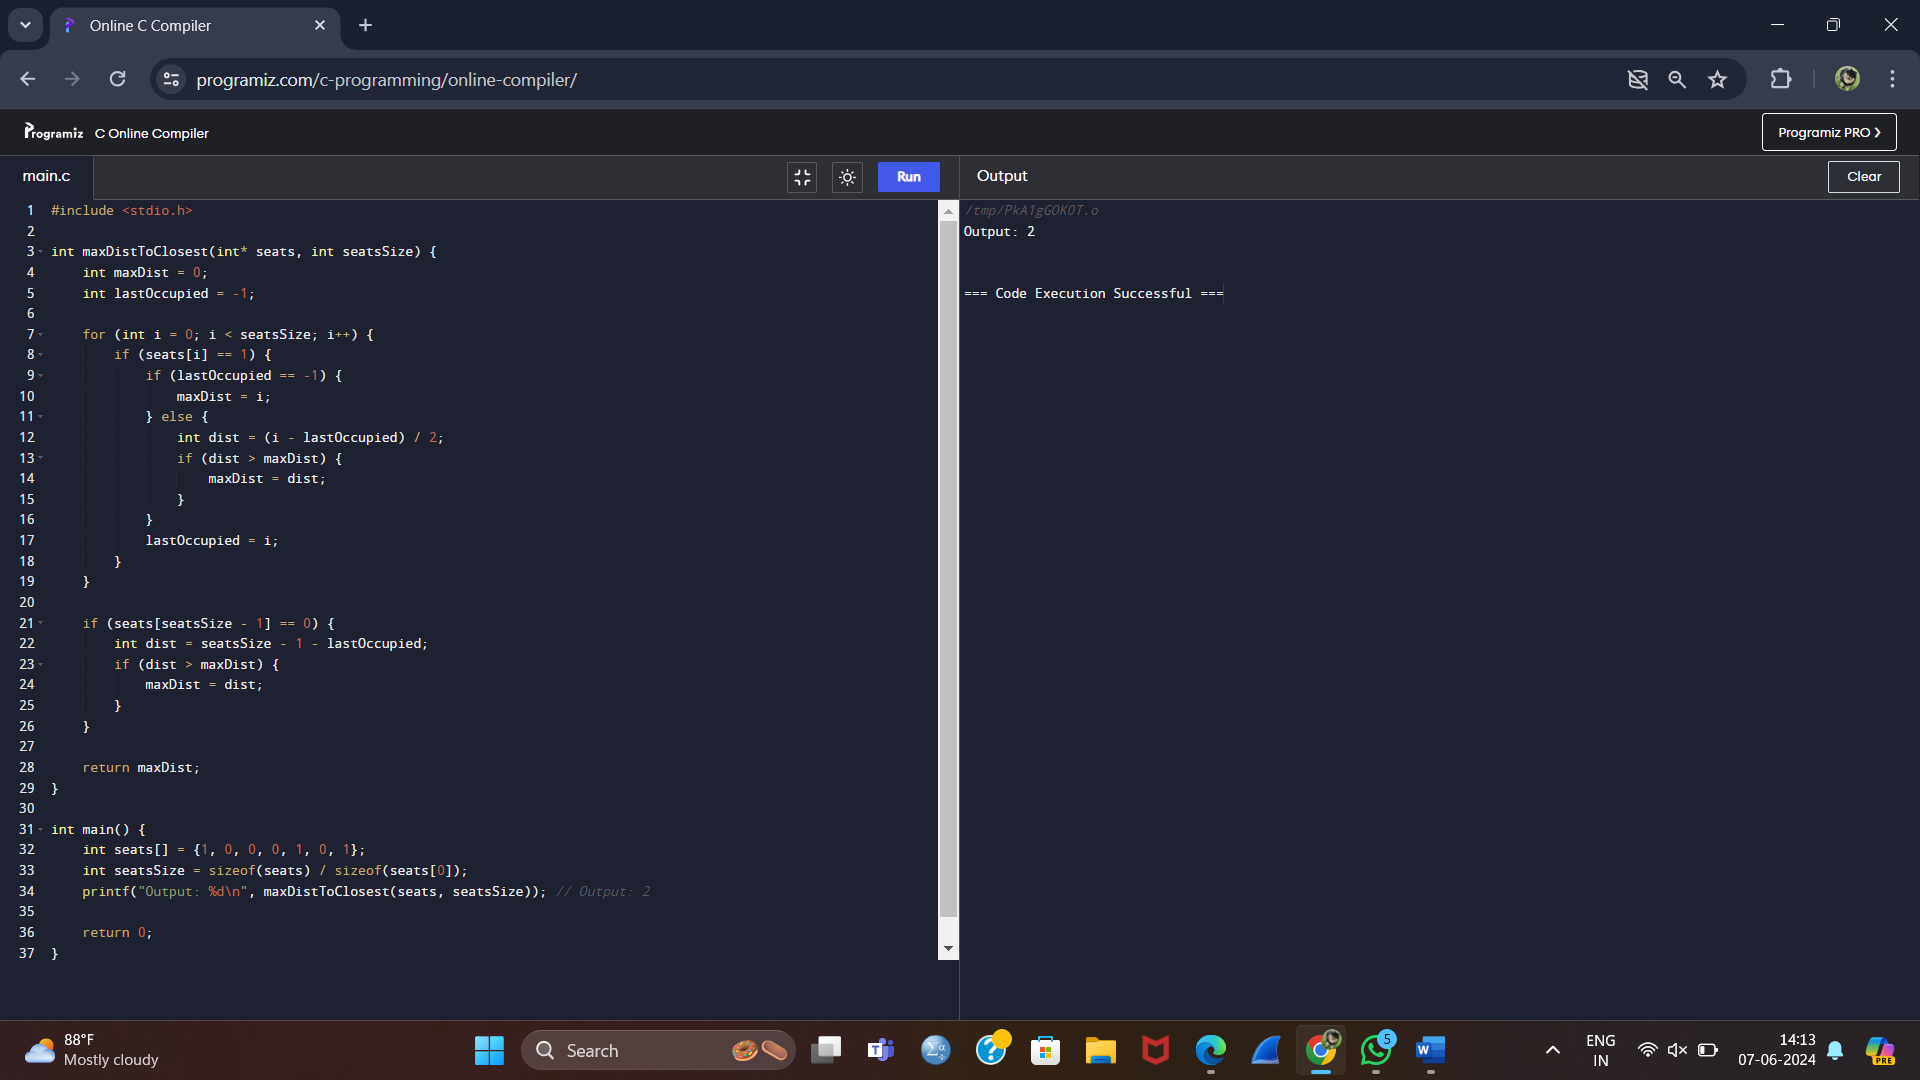 Online C Compiler
programiz.com/c-programming/online-compiler/
Programiz C Online Compiler
Programiz PRO
main.c
Run
Output
Clear
1 #include <stdio.h>
2
3 int maxDistToClosest(int* seats, int seatsSize) {
4     int maxDist = 0;
5     int lastOccupied = -1;
6
7     for (int i = 0; i < seatsSize; i++) {
8         if (seats[i] == 1) {
9             if (lastOccupied == -1) {
10                 maxDist = i;
11             } else {
12                 int dist = (i - lastOccupied) / 2;
13                 if (dist > maxDist) {
14                     maxDist = dist;
15                 }
16             }
17             lastOccupied = i;
18         }
19     }
20
21     if (seats[seatsSize - 1] == 0) {
22         int dist = seatsSize - 1 - lastOccupied;
23         if (dist > maxDist) {
24             maxDist = dist;
25         }
26     }
27
28     return maxDist;
29 }
30
31 int main() {
32     int seats[] = {1, 0, 0, 0, 1, 0, 1};
33     int seatsSize = sizeof(seats) / sizeof(seats[0]);
34     printf("Output: %d\n", maxDistToClosest(seats, seatsSize)); // Output: 2
35
36     return 0;
37 }
/tmp/PkA1gGOK0T.o
Output: 2
=== Code Execution Successful ===
88°F
Mostly cloudy
Search
5
ENG
IN
14:13
07-06-2024
PRE